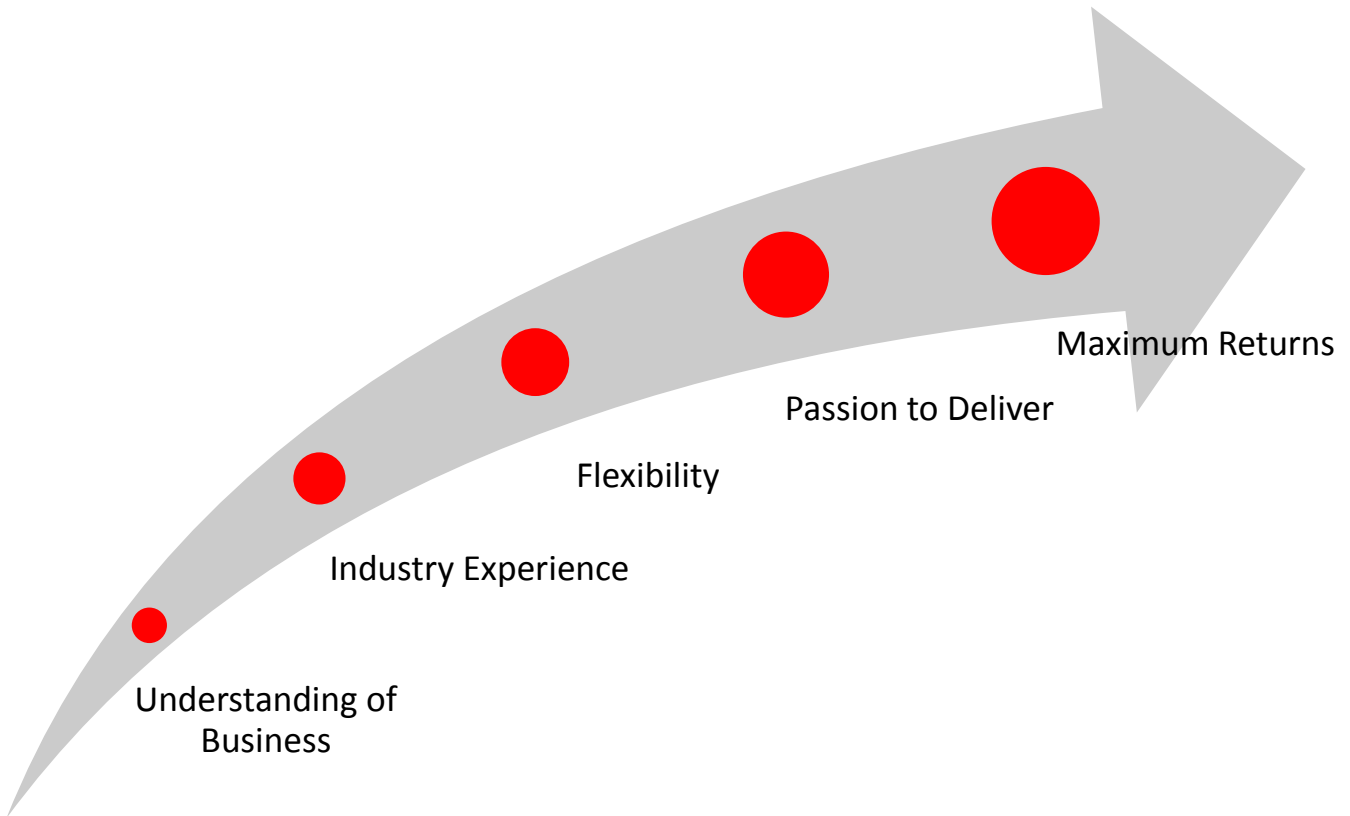 Maximum Returns
Passion to Deliver
Flexibility
Industry Experience
Understanding of
Business